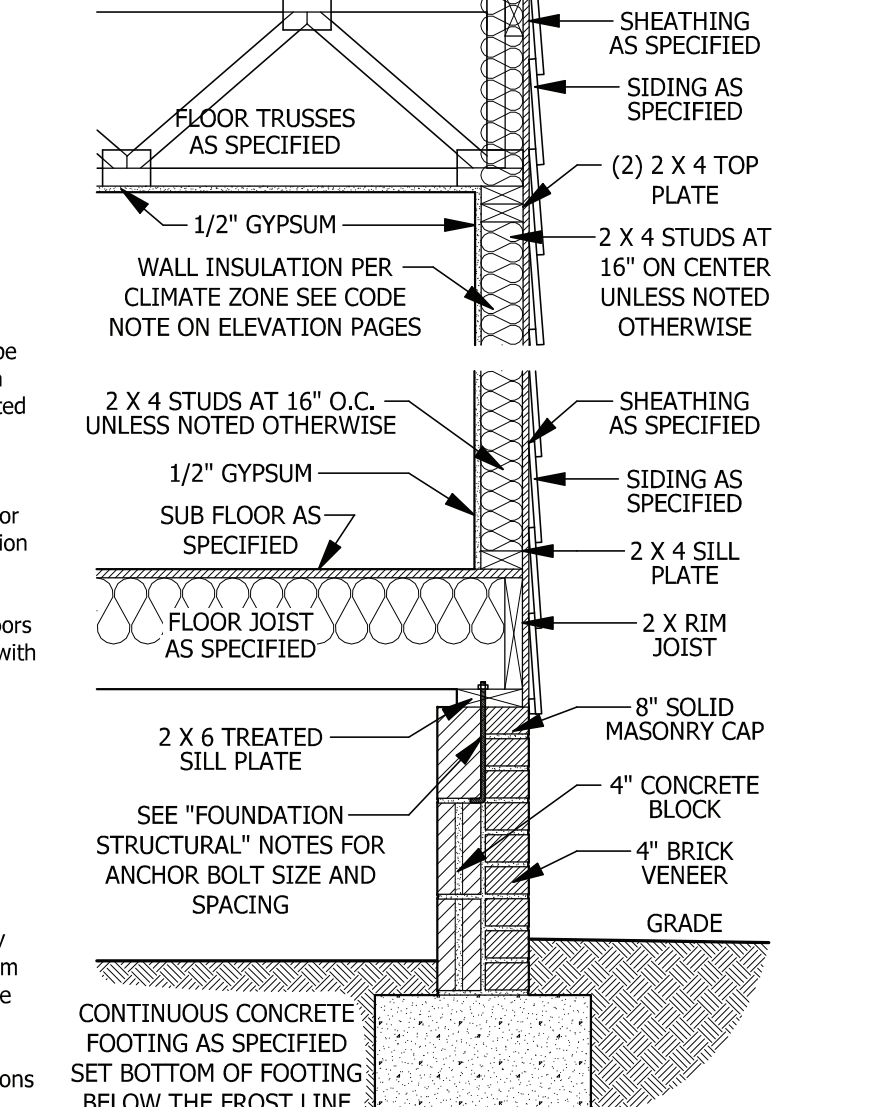 SHEATHING
AS SPECIFIED
SIDING AS
SPECIFIED
FLOOR TRUSSES
AS SPECIFIED
(2) 2 X 4 TOP
PLATE
1/2" GYPSUM
2 X 4 STUDS AT
16" ON CENTER
UNLESS NOTED
OTHERWISE
WALL INSULATION PER
CLIMATE ZONE SEE CODE
NOTE ON ELEVATION PAGES
2 X 4 STUDS AT 16" O.C.
UNLESS NOTED OTHERWISE
SHEATHING
AS SPECIFIED
1/2" GYPSUM
SIDING AS
SPECIFIED
SUB FLOOR AS
SPECIFIED
2 X 4 SILL
PLATE
FLOOR JOIST
AS SPECIFIED
2 X RIM
JOIST
with
8" SOLID
MASONRY CAP
2 X 6 TREATED
SILL PLATE
4" CONCRETE
BLOCK
SEE "FOUNDATION
STRUCTURAL" NOTES FOR
ANCHOR BOLT SIZE AND
SPACING
4" BRICK
VENEER
GRADE
CONTINUOUS CONCRETE
FOOTING AS SPECIFIED
SET BOTTOM OF FOOTING
BELOW THE FROST LINE